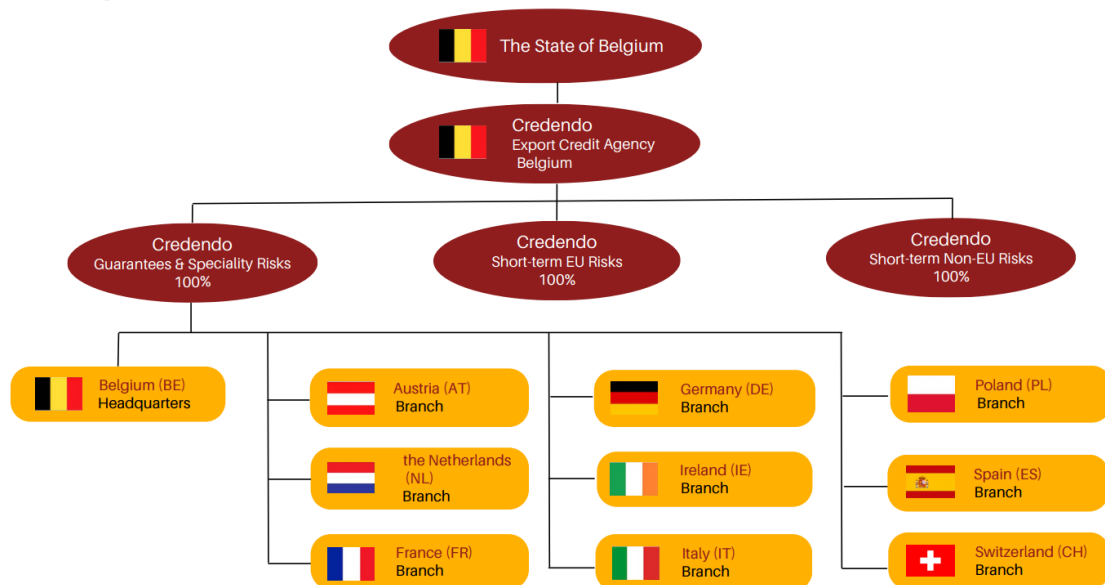 The State of Belgium
Credendo
Export Credit Agency
Belgium
Credendo
Guarantees & Speciality Risks
100%
Credendo
Short-term EU Risks
100%
Credendo
Short-term Non-EU Risks
100%
Belgium (BE)
Headquarters
Austria (AT)
Branch
Germany (DE)
Branch
Poland (PL)
Branch
the Netherlands
(NL)
Branch
Ireland (IE)
Branch
Spain (ES)
Branch
France (FR)
Branch
Italy (IT)
Branch
Switzerland (CH)
Branch